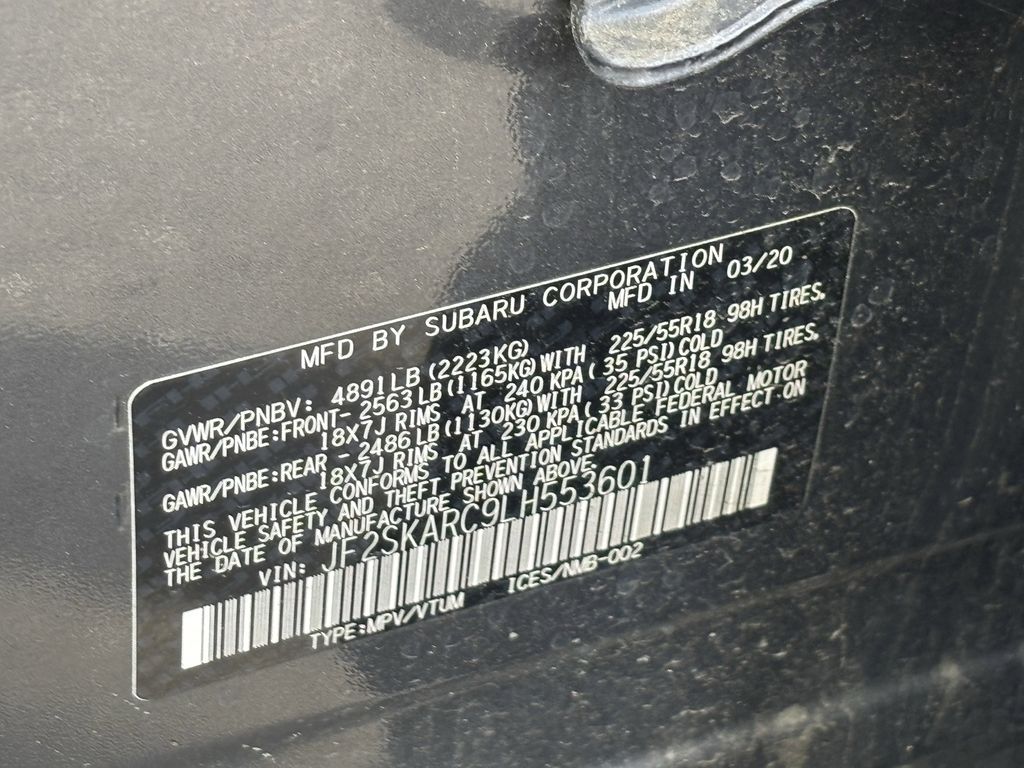 MFD BY SUBARU CORPORATION
MFD IN 03/20
GVWR/PNBV: 4891LB (2223KG)
GAWR/PNBE:FRONT- 2563LB(1165KG)WITH 225/55R18 98H TIRES,
18X7J RIMS AT 240 KPA( 35 PSI)COLD
GAWR/PNBE:REAR - 2486LB(1130KG)WITH 225/55R18 98H TIRES,
18X7J RIMS AT 230 KPA( 33 PSI)COLD
THIS VEHICLE CONFORMS TO ALL APPLICABLE FEDERAL MOTOR
VEHICLE SAFETY AND THEFT PREVENTION STANDARDS IN EFFECT ON
THE DATE OF MANUFACTURE SHOWN ABOVE.
VIN: JF2SKARC9LH553601
TYPE:MPV/VTUM ICES/NMB-002